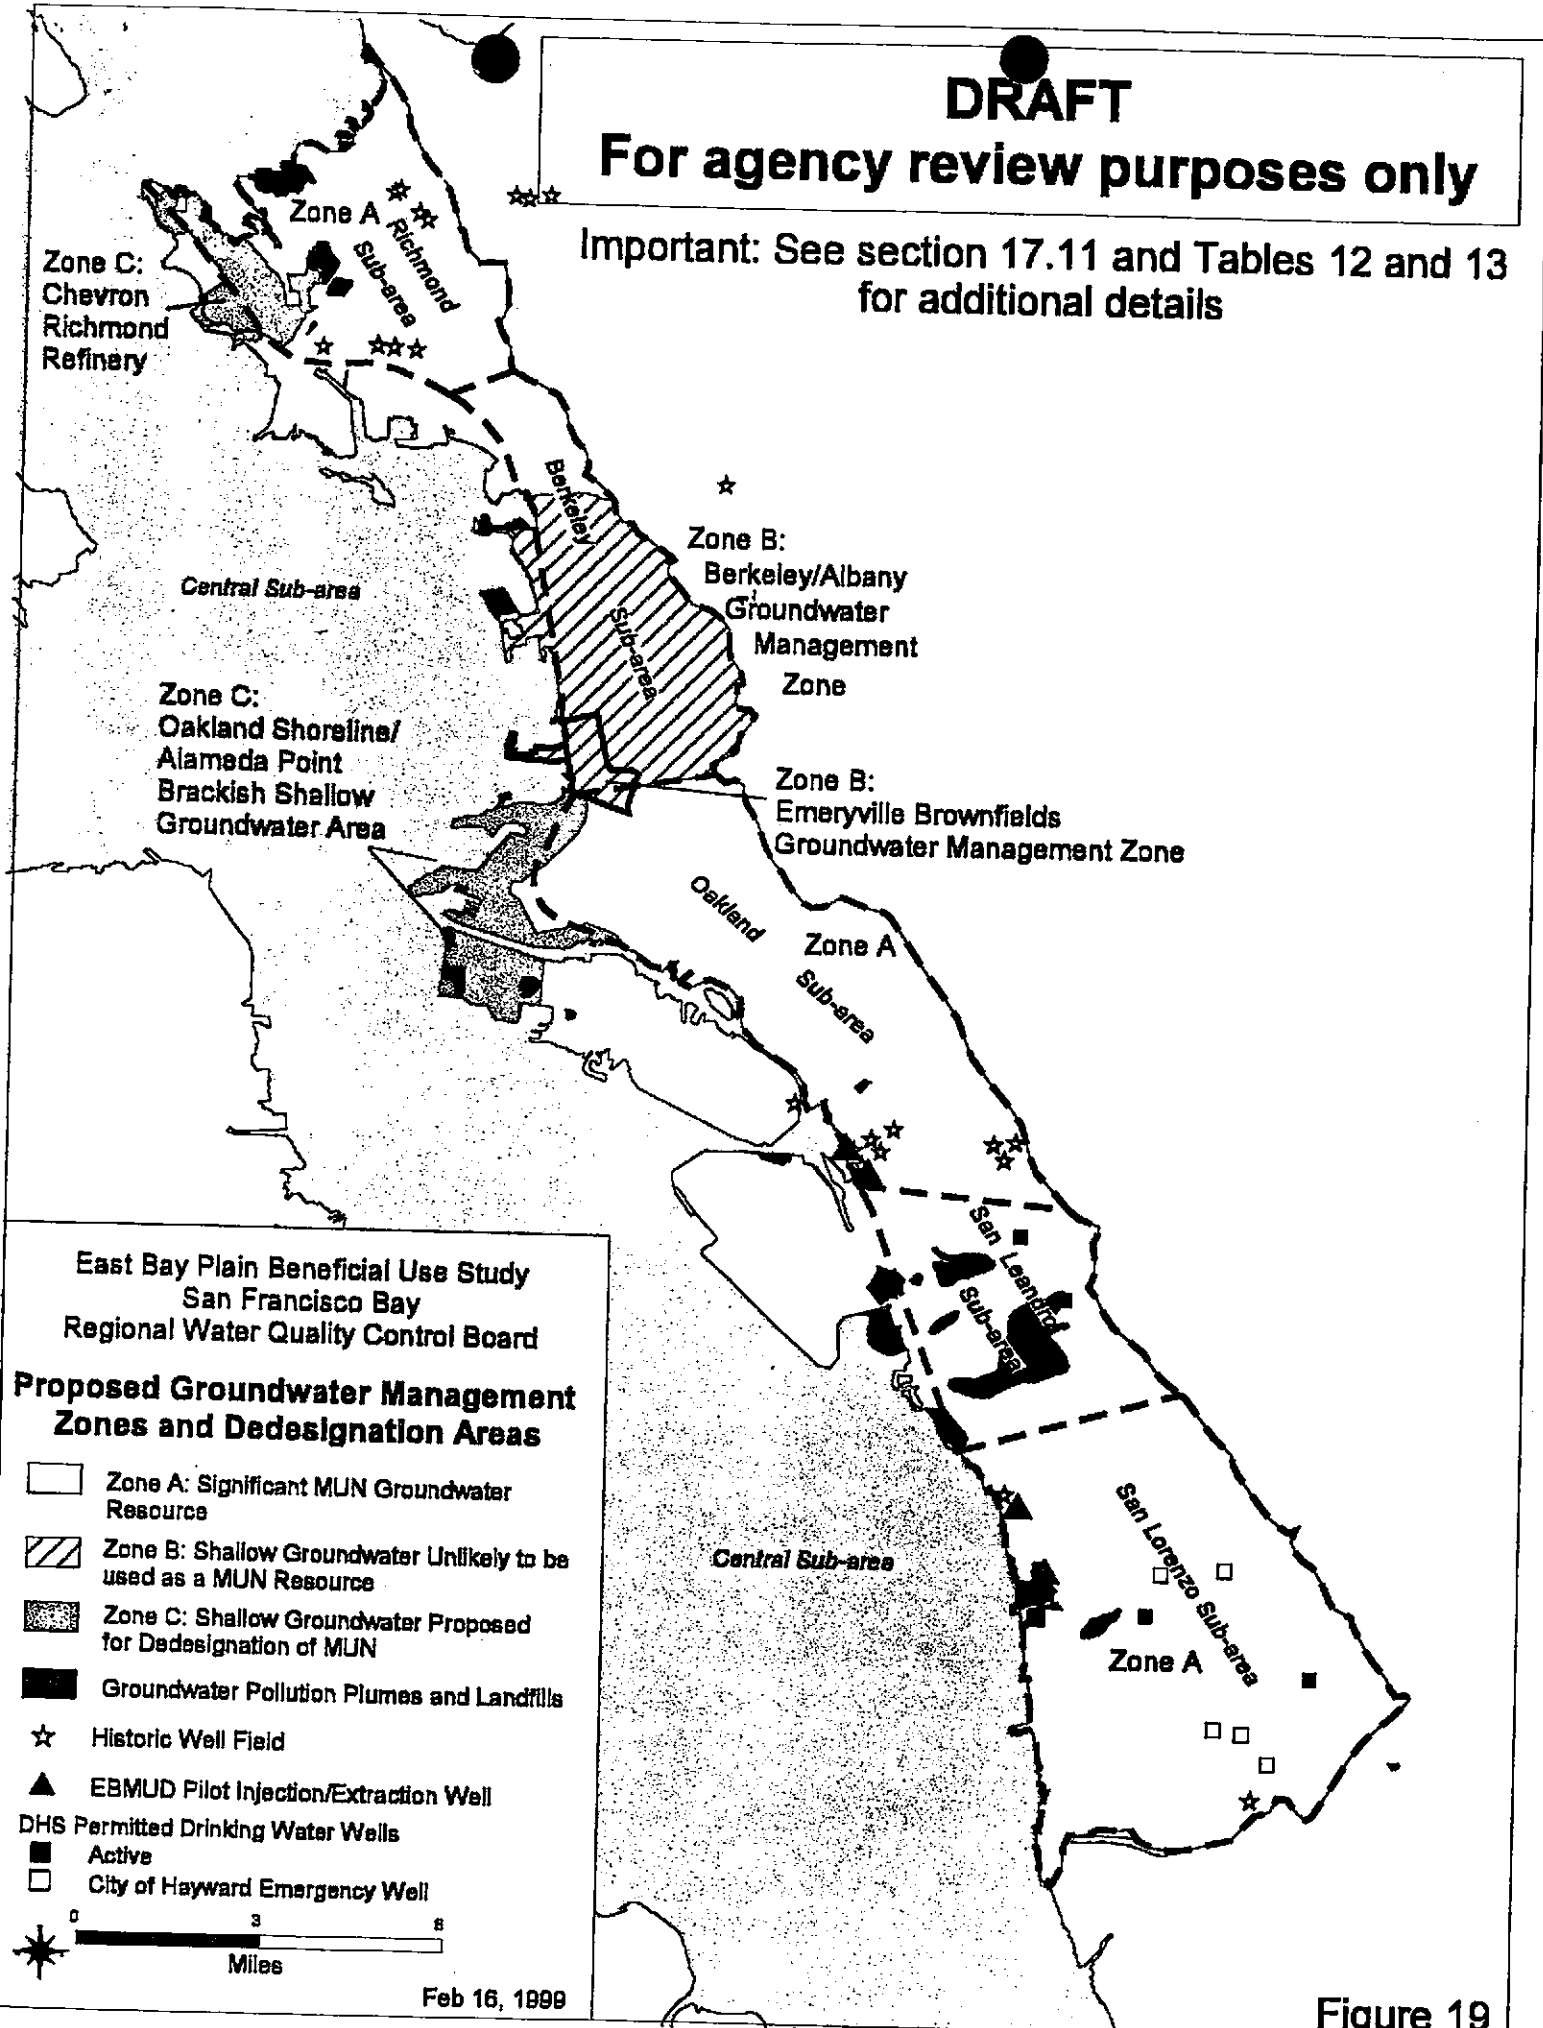 DRAFT
For agency review purposes only
Important: See section 17.11 and Tables 12 and 13
for additional details
Zone A
Richmond
Sub-area
Zone C:
Chevron
Richmond
Refinery
Berkeley
Sub-area
Zone B:
Berkeley/Albany
Groundwater
Management
Zone
Central Sub-area
Zone C:
Oakland Shoreline/
Alameda Point
Brackish Shallow
Groundwater Area
Zone B:
Emeryville Brownfields
Groundwater Management Zone
Oakland
Zone A
Sub-area
San Leandro
Sub-area
Central Sub-area
San Lorenzo Sub-area
Zone A
East Bay Plain Beneficial Use Study
San Francisco Bay
Regional Water Quality Control Board
Proposed Groundwater Management
Zones and Dedesignation Areas
Zone A: Significant MUN Groundwater
Resource
Zone B: Shallow Groundwater Unlikely to be
used as a MUN Resource
Zone C: Shallow Groundwater Proposed
for Dedesignation of MUN
Groundwater Pollution Plumes and Landfills
Historic Well Field
EBMUD Pilot Injection/Extraction Well
DHS Permitted Drinking Water Wells
Active
City of Hayward Emergency Well
0 3 6
Miles
Feb 16, 1999
Figure 19